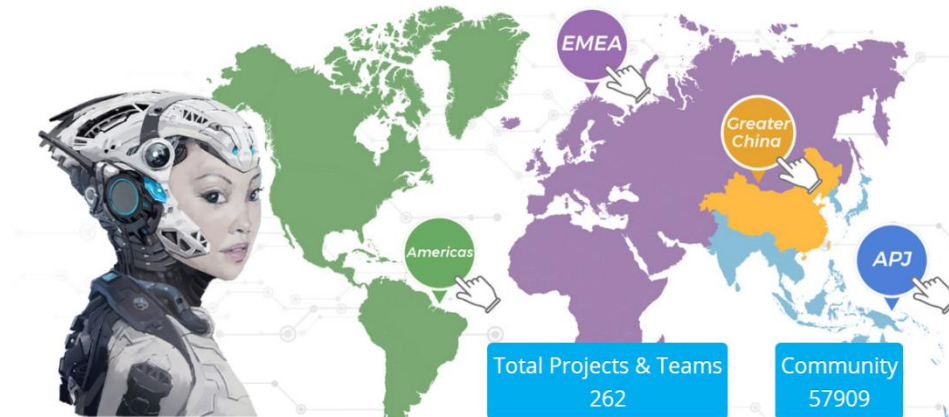 EMEA
Greater
China
Americas
APJ
Total Projects & Teams
262
Community
57909